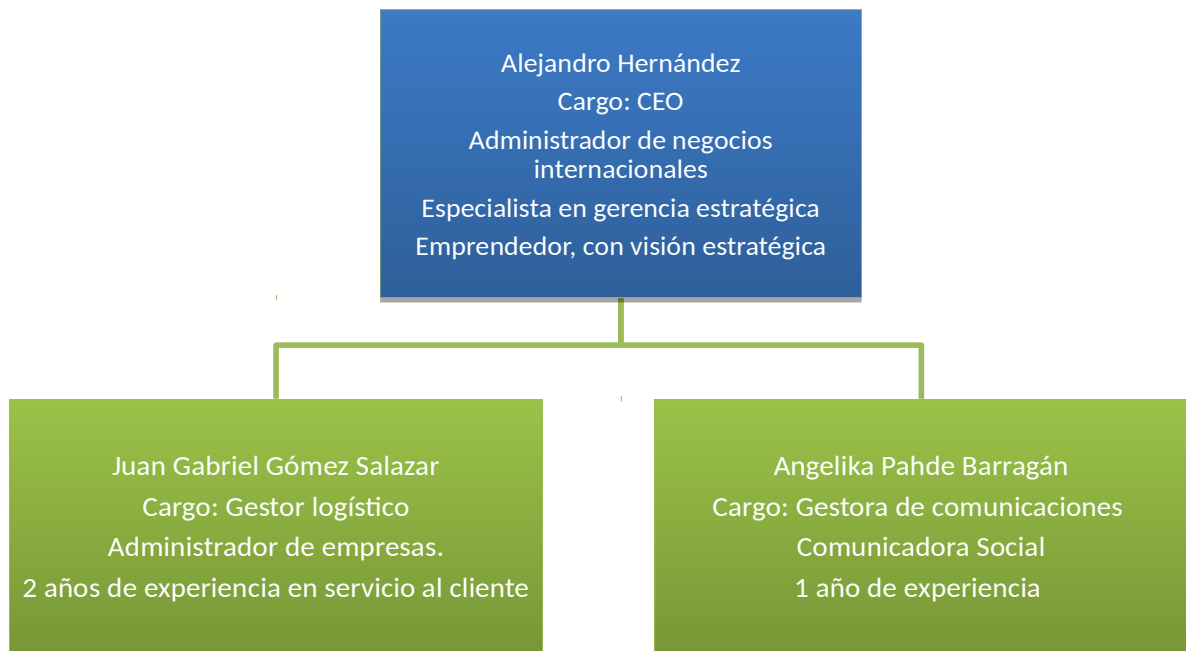 Alejandro Hernández
Cargo: CEO
Administrador de negocios
internacionales
Especialista en gerencia estratégica
Emprendedor, con visión estratégica
Juan Gabriel Gómez Salazar
Cargo: Gestor logístico
Administrador de empresas.
2 años de experiencia en servicio al cliente
Angelika Pahde Barragán
Cargo: Gestora de comunicaciones
Comunicadora Social
1 año de experiencia